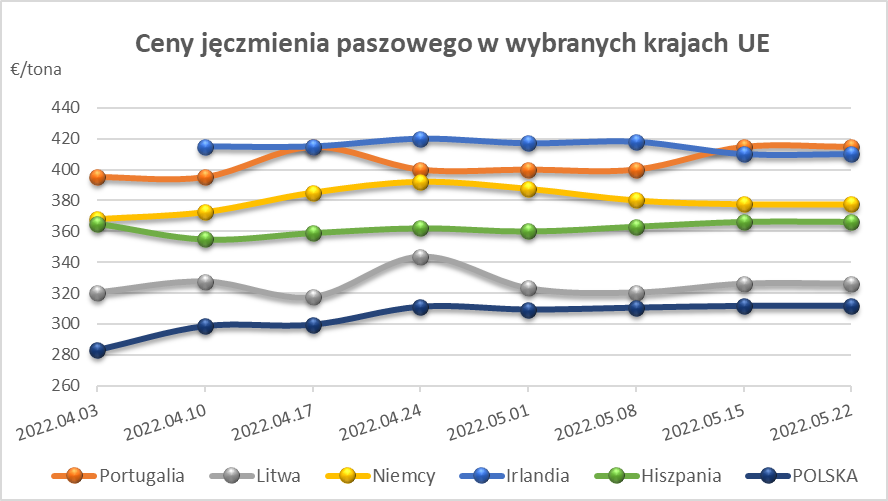 Ceny jęczmienia paszowego w wybranych krajach UE
€/tona
440
420
400
380
360
340
320
300
280
260
2022.04.03 2022.04.10 2022.04.17 2022.04.24 2022.05.01 2022.05.08 2022.05.15 2022.05.22
Portugalia Litwa Niemcy Irlandia Hiszpania POLSKA